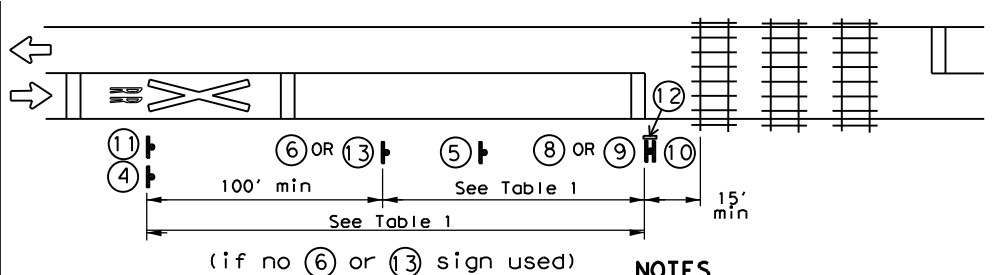 RR
12
11
6 OR 13
5
8 OR 9
10
4
100' min
See Table 1
15'
min
See Table 1
(if no 6 or 13 sign used)
NOTES